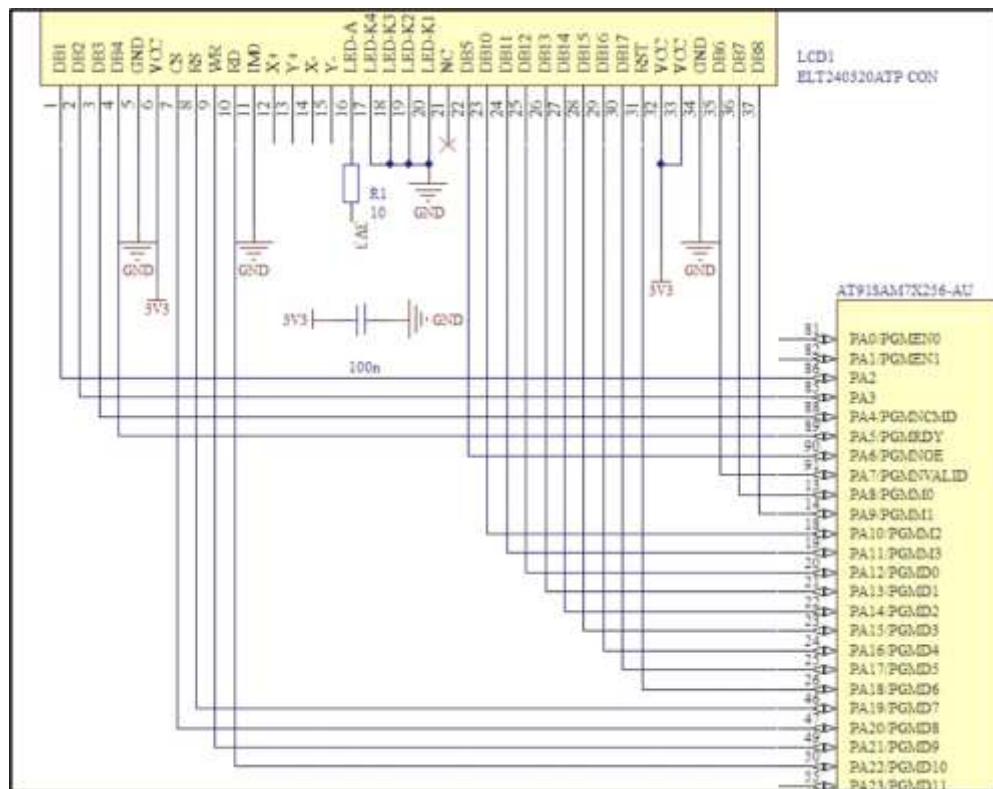 DB1 DB2 DB3 DB4 GND VCC CS RS WR RD IM0 X+ Y+ X- Y- LED-A LED-K4 LED-K3 LED-K2 LED-K1 NC DB5 DB10 DB11 DB12 DB13 DB14 DB15 DB16 DB17 RST VCC VCC GND DB6 DB7 DB8
LCD1
ELT240320ATP CON
1 2 3 4 5 6 7 8 9 10 11 12 13 14 15 16 17 18 19 20 21 22 23 24 25 26 27 28 29 30 31 32 33 34 35 36 37
R1
10
GND
GND
GND
3V3
3V3
GND
3V3
GND
100n
AT91SAM7X256-AU
PA0/PGMEN0
PA1/PGMEN1
PA2
PA3
PA4/PGMNCMD
PA5/PGMRDY
PA6/PGMNOE
PA7/PGMNVALID
PA8/PGMM0
PA9/PGMM1
PA10/PGMM2
PA11/PGMM3
PA12/PGMD0
PA13/PGMD1
PA14/PGMD2
PA15/PGMD3
PA16/PGMD4
PA17/PGMD5
PA18/PGMD6
PA19/PGMD7
PA20/PGMD8
PA21/PGMD9
PA22/PGMD10
PA23/PGMD11